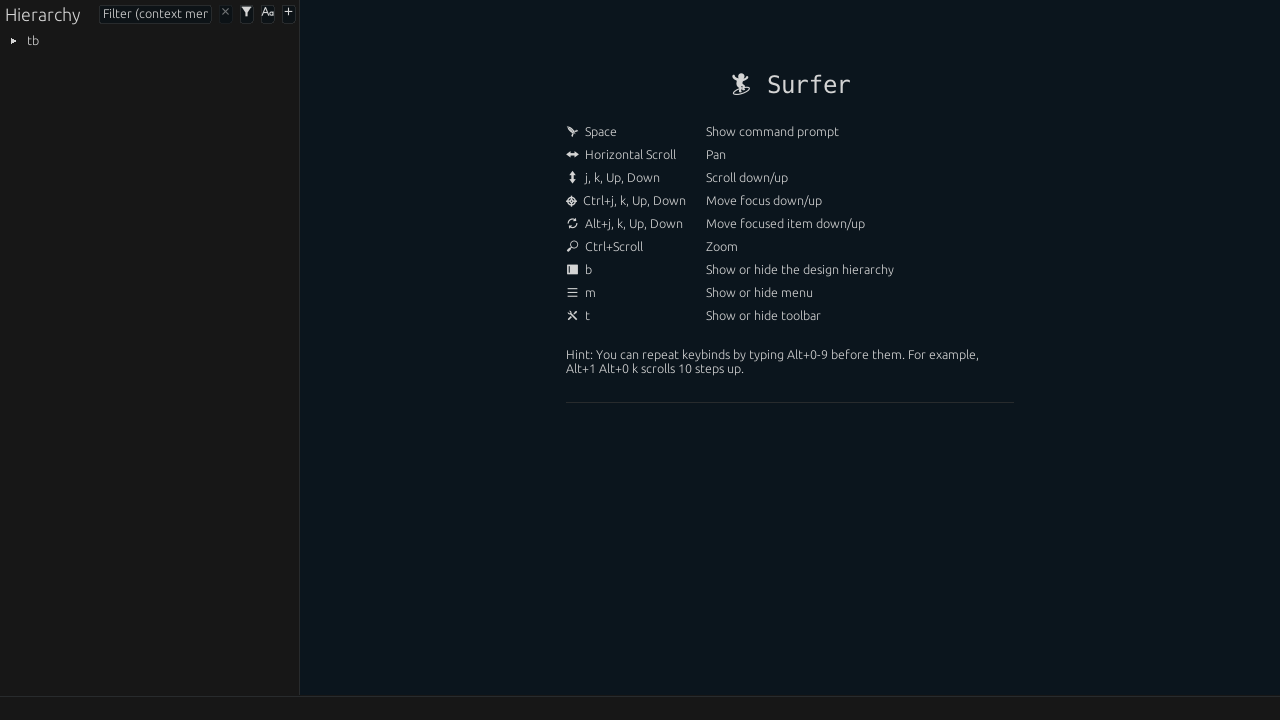 Hierarchy Filter (context mer × Aa +
tb
Surfer
Space Show command prompt
Horizontal Scroll Pan
j, k, Up, Down Scroll down/up
Ctrl+j, k, Up, Down Move focus down/up
Alt+j, k, Up, Down Move focused item down/up
Ctrl+Scroll Zoom
b Show or hide the design hierarchy
m Show or hide menu
t Show or hide toolbar
Hint: You can repeat keybinds by typing Alt+0-9 before them. For example,
Alt+1 Alt+0 k scrolls 10 steps up.